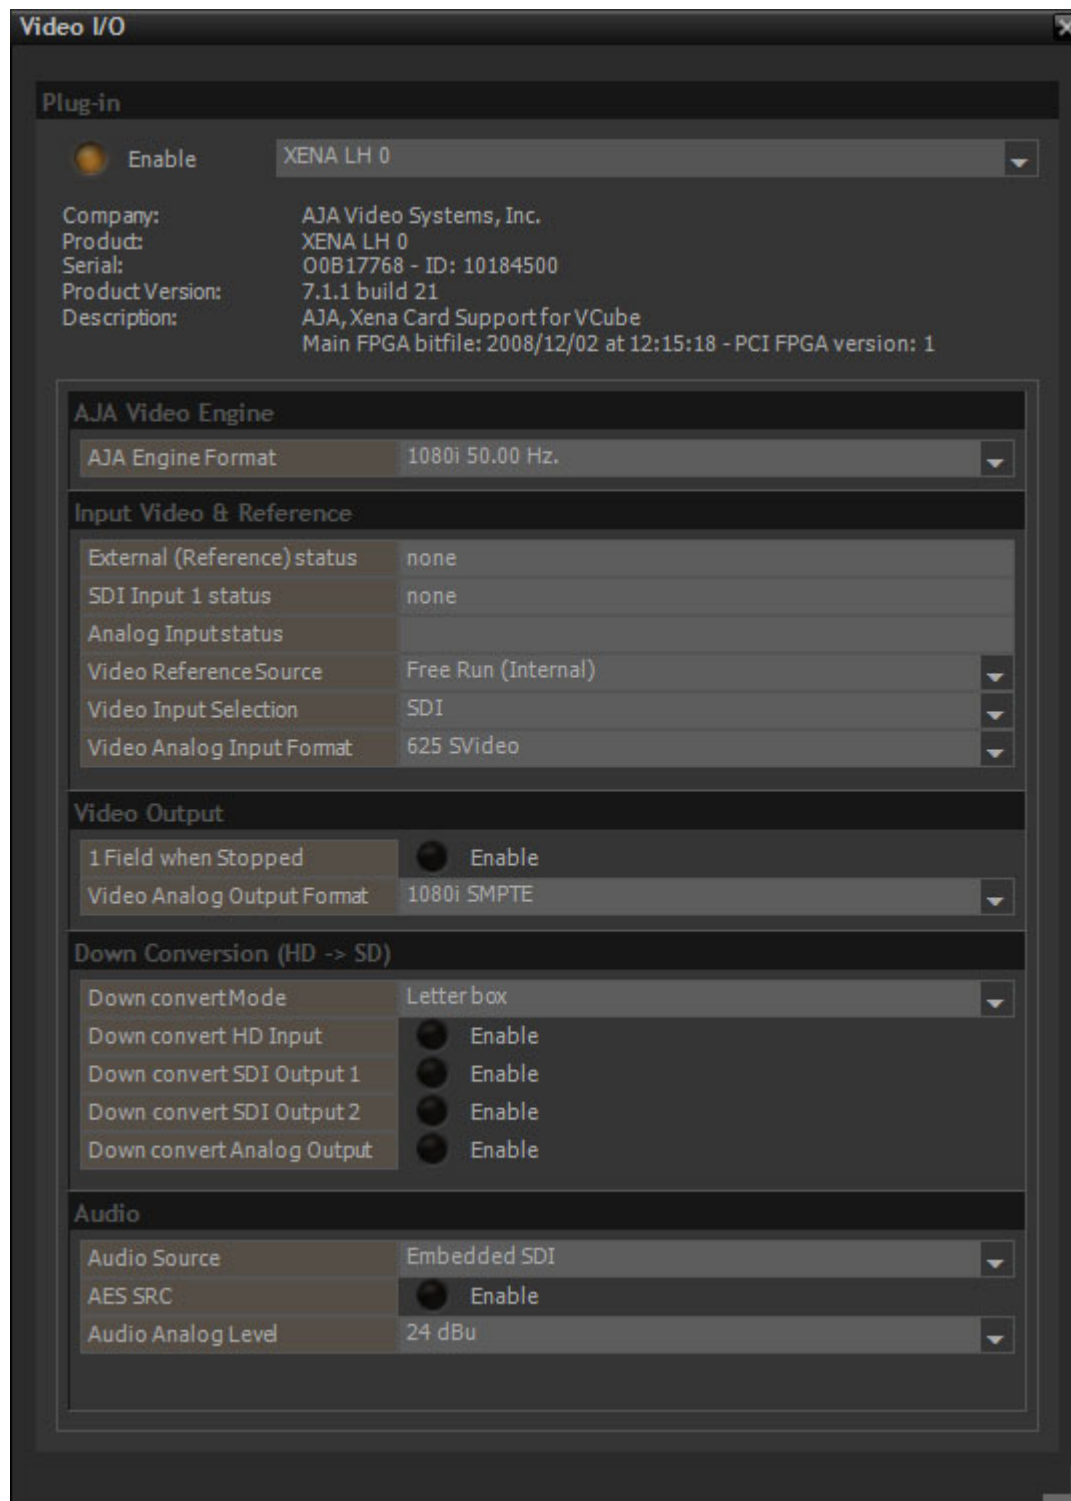 Video I/O
Plug-in
Enable XENA LH 0
Company: AJA Video Systems, Inc.
Product: XENA LH 0
Serial: O0B17768 - ID: 10184500
Product Version: 7.1.1 build 21
Description: AJA, Xena Card Support for VCube
Main FPGA bitfile: 2008/12/02 at 12:15:18 - PCI FPGA version: 1
AJA Video Engine
AJA Engine Format 1080i 50.00 Hz.
Input Video & Reference
External (Reference) status none
SDI Input 1 status none
Analog Input status
Video Reference Source Free Run (Internal)
Video Input Selection SDI
Video Analog Input Format 625 SVideo
Video Output
1 Field when Stopped Enable
Video Analog Output Format 1080i SMPTE
Down Conversion (HD -> SD)
Down convert Mode Letterbox
Down convert HD Input Enable
Down convert SDI Output 1 Enable
Down convert SDI Output 2 Enable
Down convert Analog Output Enable
Audio
Audio Source Embedded SDI
AES SRC Enable
Audio Analog Level 24 dBu